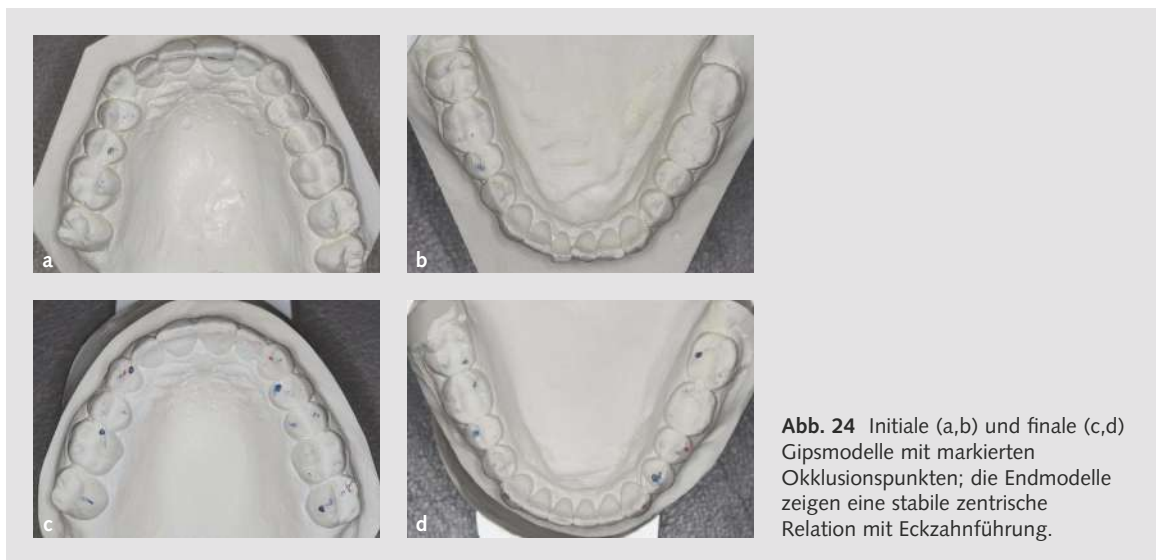 a
b
c
d
Abb. 24 Initiale (a,b) und finale (c,d)
Gipsmodelle mit markierten
Okklusionspunkten; die Endmodelle
zeigen eine stabile zentrische
Relation mit Eckzahnführung.